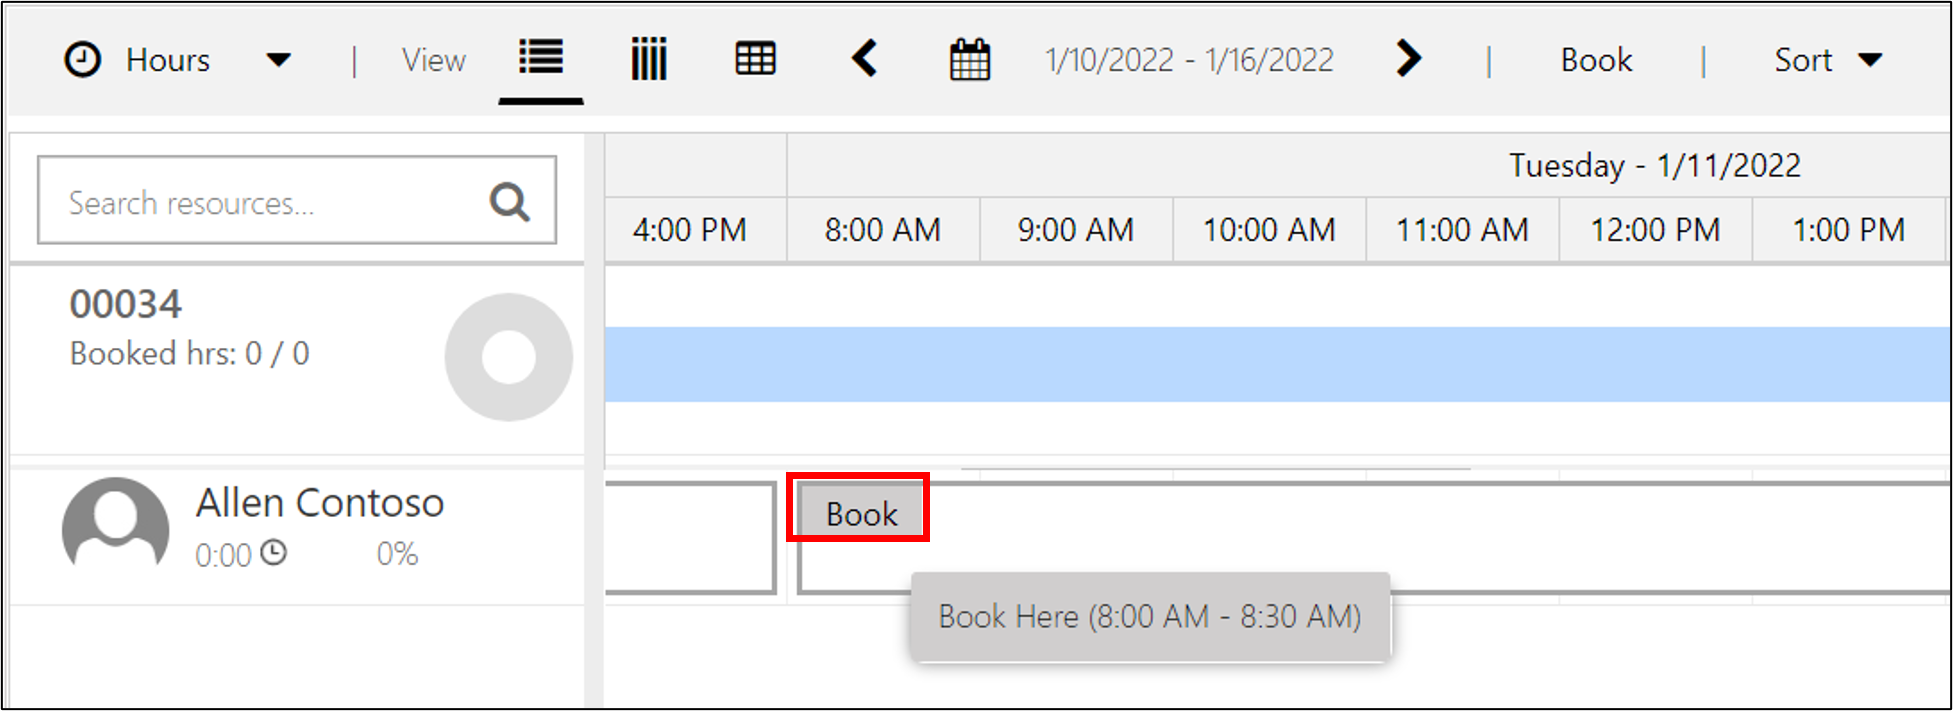 Hours | View 1/10/2022 - 1/16/2022 | Book | Sort
Search resources...
Tuesday - 1/11/2022
4:00 PM 8:00 AM 9:00 AM 10:00 AM 11:00 AM 12:00 PM 1:00 PM
00034
Booked hrs: 0 / 0
Allen Contoso
0:00 0%
Book
Book Here (8:00 AM - 8:30 AM)